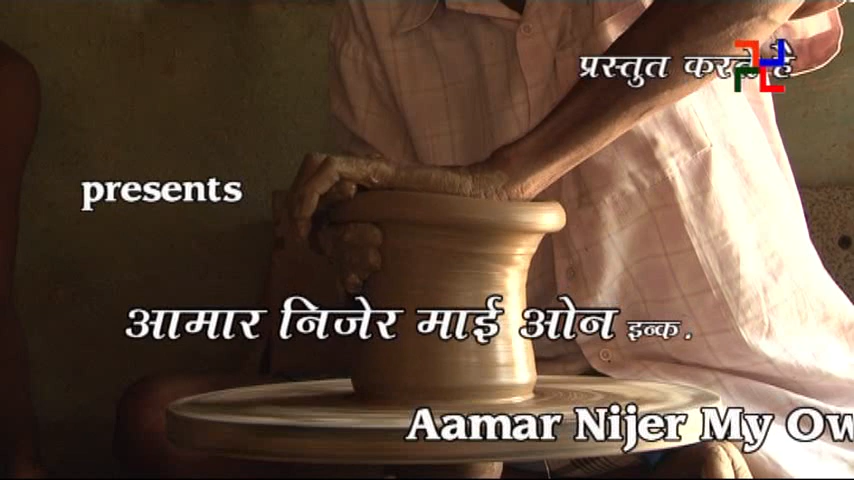 प्रस्तुत करते है
presents
आमार निजेर माई ओन इन्क.
Aamar Nijer My Ow